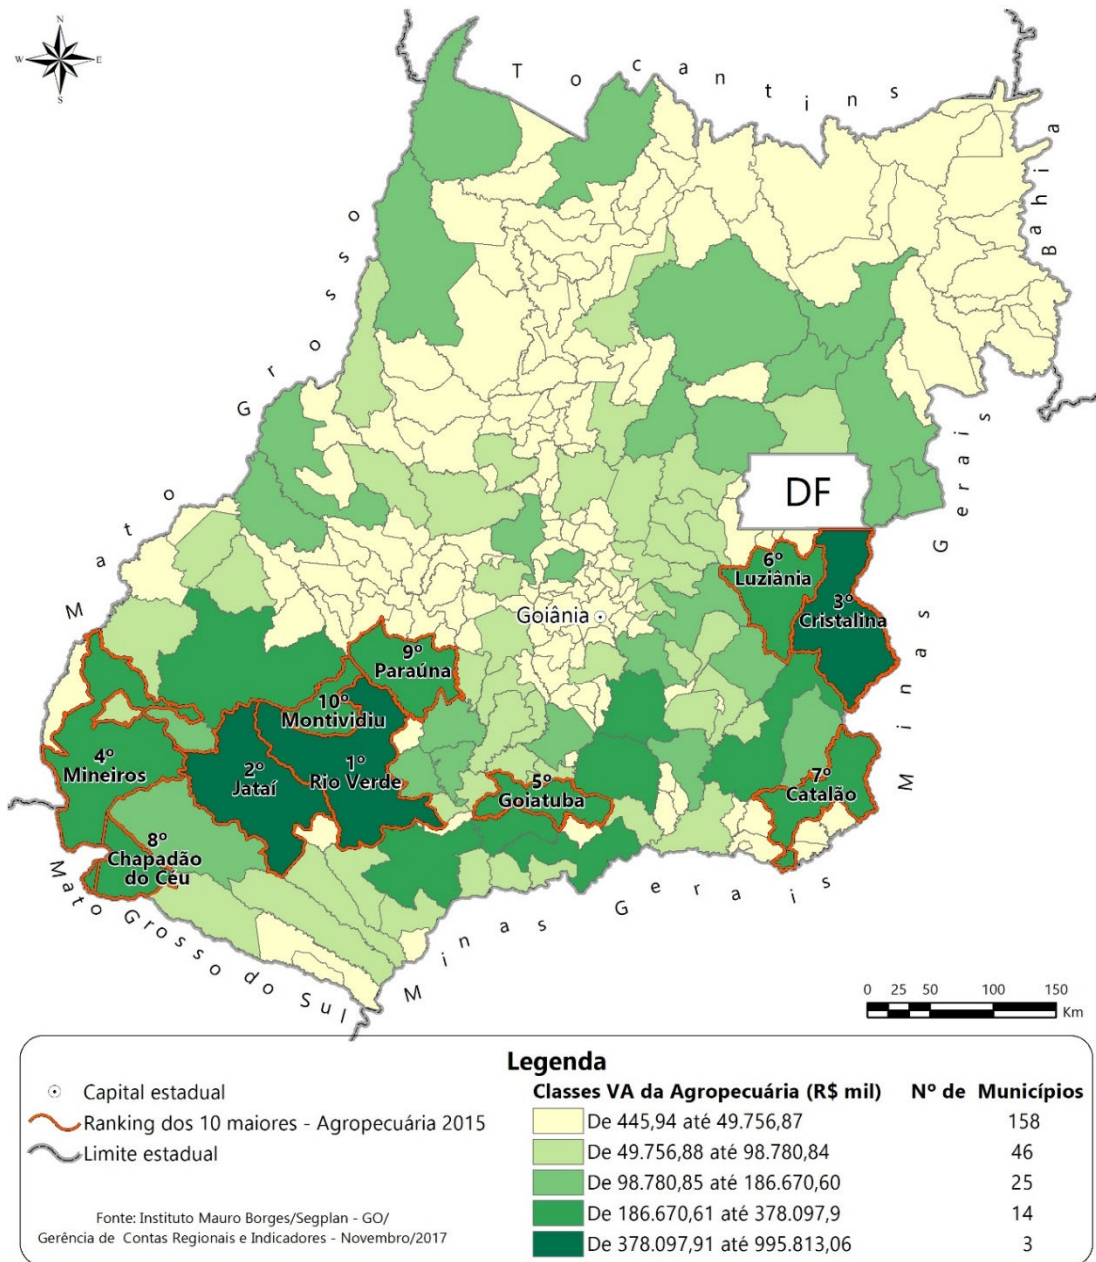 N
W E
S
Tocantins
Bahia
Mato Grosso
Minas Gerais
DF
6º
Luziânia
3º
Cristalina
Goiânia
9º
Paraúna
10º
Montividiu
4º
Mineiros
2º
Jataí
1º
Rio Verde
5º
Goiatuba
7º
Catalão
8º
Chapadão
do Céu
Mato Grosso do Sul
Minas Gerais
0 25 50 100 150
Km
Legenda
Capital estadual
Ranking dos 10 maiores - Agropecuária 2015
Limite estadual
Fonte: Instituto Mauro Borges/Segplan - GO/
Gerência de Contas Regionais e Indicadores - Novembro/2017
Classes VA da Agropecuária (R$ mil) Nº de Municípios
De 445,94 até 49.756,87 158
De 49.756,88 até 98.780,84 46
De 98.780,85 até 186.670,60 25
De 186.670,61 até 378.097,9 14
De 378.097,91 até 995.813,06 3